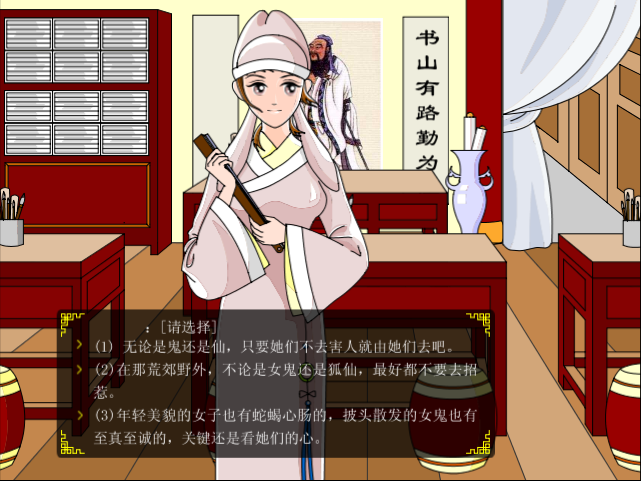 书山有路勤为
：[请选择]
(1) 无论是鬼还是仙，只要她们不去害人就由她们去吧。
(2)在那荒郊野外，不论是女鬼还是狐仙，最好都不要去招
惹。
(3)年轻美貌的女子也有蛇蝎心肠的，披头散发的女鬼也有
至真至诚的，关键还是看她们的心。